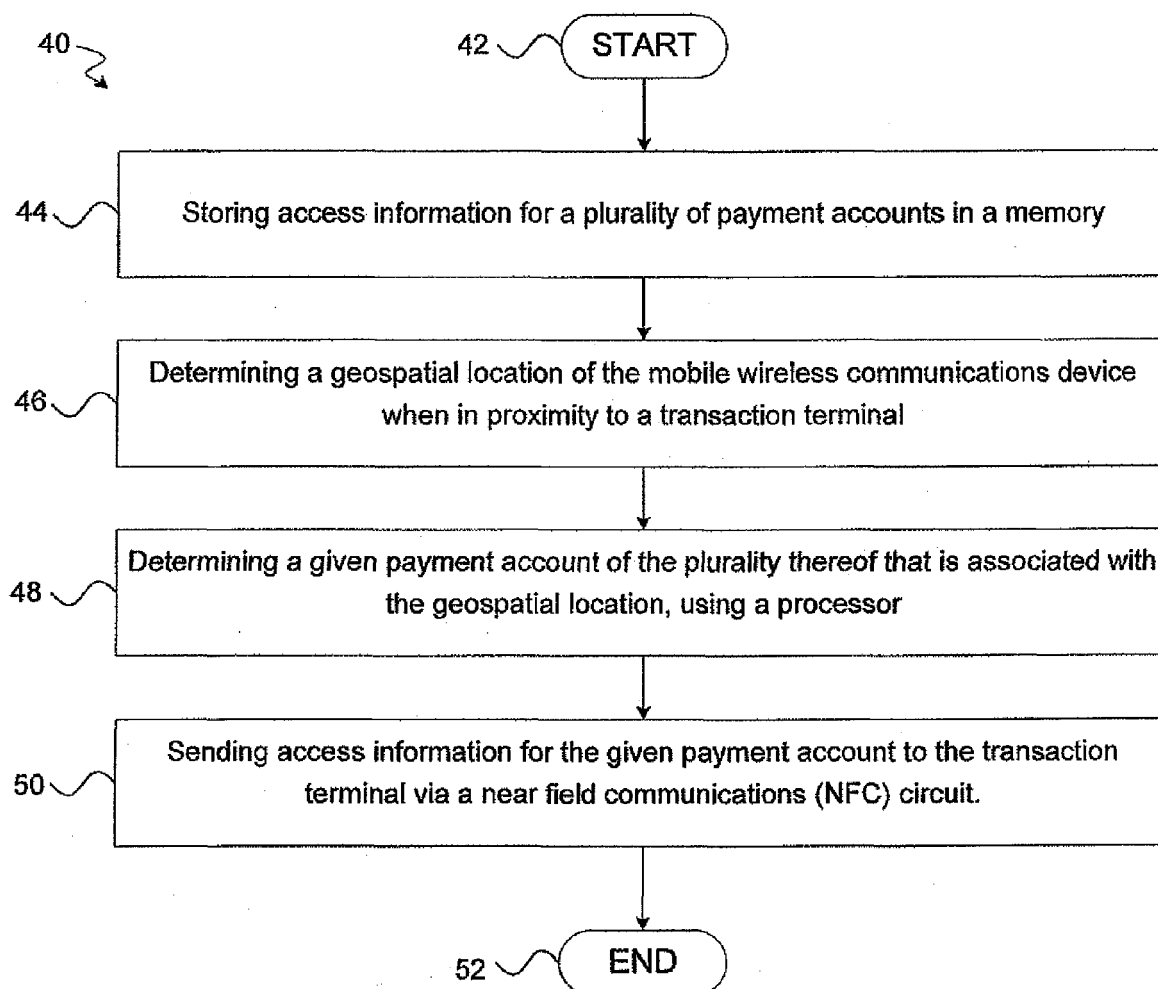 40
42
START
44
Storing access information for a plurality of payment accounts in a memory
46
Determining a geospatial location of the mobile wireless communications device
when in proximity to a transaction terminal
48
Determining a given payment account of the plurality thereof that is associated with
the geospatial location, using a processor
50
Sending access information for the given payment account to the transaction
terminal via a near field communications (NFC) circuit.
52
END